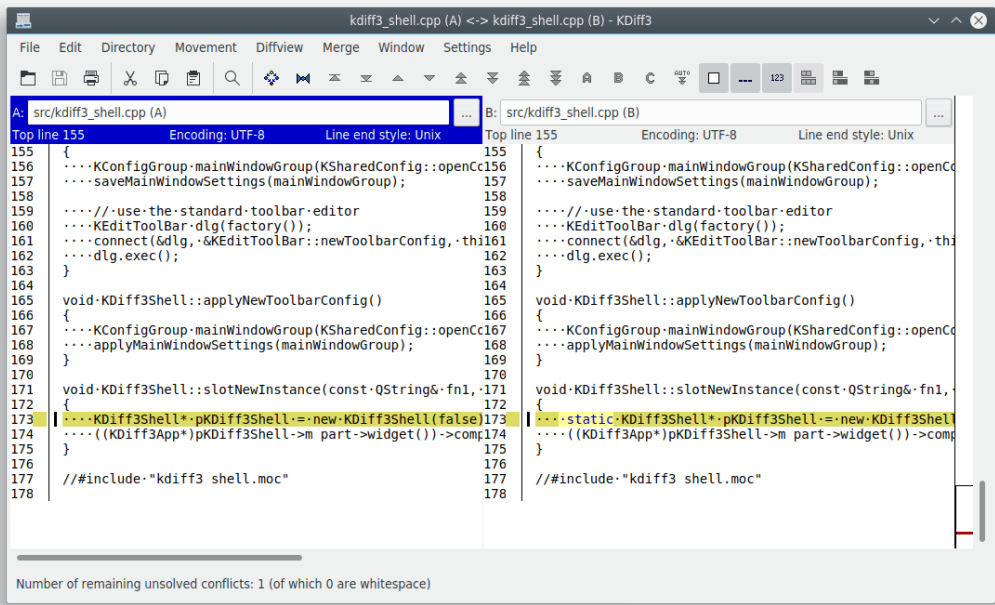 kdiff3_shell.cpp (A) <-> kdiff3_shell.cpp (B) - KDiff3
File Edit Directory Movement Diffview Merge Window Settings Help
A B C AUTO 123
A: src/kdiff3_shell.cpp (A) ...
Top line 155 Encoding: UTF-8 Line end style: Unix
155 {
156 ····KConfigGroup·mainWindowGroup(KSharedConfig::openCo
157 ····saveMainWindowSettings(mainWindowGroup);
158
159 ····//·use·the·standard·toolbar·editor
160 ····KEditToolBar·dlg(factory());
161 ····connect(&dlg,·&KEditToolBar::newToolbarConfig,·thi
162 ····dlg.exec();
163 }
164
165 void·KDiff3Shell::applyNewToolbarConfig()
166 {
167 ····KConfigGroup·mainWindowGroup(KSharedConfig::openCo
168 ····applyMainWindowSettings(mainWindowGroup);
169 }
170
171 void·KDiff3Shell::slotNewInstance(const·QString&·fn1,·
172 {
173 ····KDiff3Shell*·pKDiff3Shell·=·new·KDiff3Shell(false)
174 ····((KDiff3App*)pKDiff3Shell->m part->widget())->comp
175 }
176
177 //#include·"kdiff3 shell.moc"
178
B: src/kdiff3_shell.cpp (B) ...
Top line 155 Encoding: UTF-8 Line end style: Unix
155 {
156 ····KConfigGroup·mainWindowGroup(KSharedConfig::openCo
157 ····saveMainWindowSettings(mainWindowGroup);
158
159 ····//·use·the·standard·toolbar·editor
160 ····KEditToolBar·dlg(factory());
161 ····connect(&dlg,·&KEditToolBar::newToolbarConfig,·thi
162 ····dlg.exec();
163 }
164
165 void·KDiff3Shell::applyNewToolbarConfig()
166 {
167 ····KConfigGroup·mainWindowGroup(KSharedConfig::openCo
168 ····applyMainWindowSettings(mainWindowGroup);
169 }
170
171 void·KDiff3Shell::slotNewInstance(const·QString&·fn1,·
172 {
173 ····static·KDiff3Shell*·pKDiff3Shell·=·new·KDiff3Shell
174 ····((KDiff3App*)pKDiff3Shell->m part->widget())->comp
175 }
176
177 //#include·"kdiff3 shell.moc"
178
Number of remaining unsolved conflicts: 1 (of which 0 are whitespace)